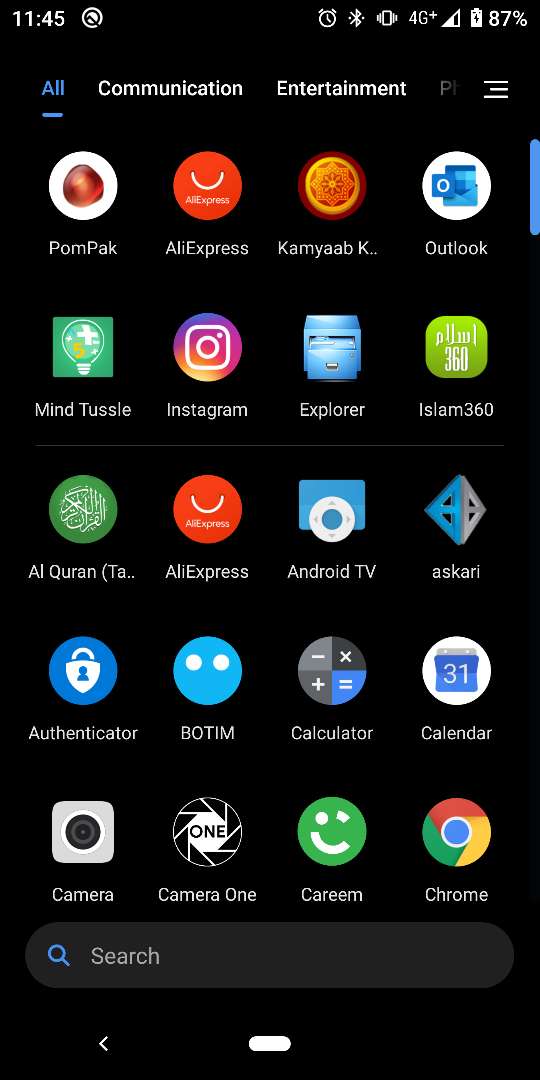 11:45 4G+ 87%
All Communication Entertainment Ph
AliExpress
O
PomPak AliExpress Kamyaab K.. Outlook
5
اسلام
360
Mind Tussle Instagram Explorer Islam360
AliExpress
Al Quran (Ta.. AliExpress Android TV askari
31
Authenticator BOTIM Calculator Calendar
ONE
Camera Camera One Careem Chrome
Search